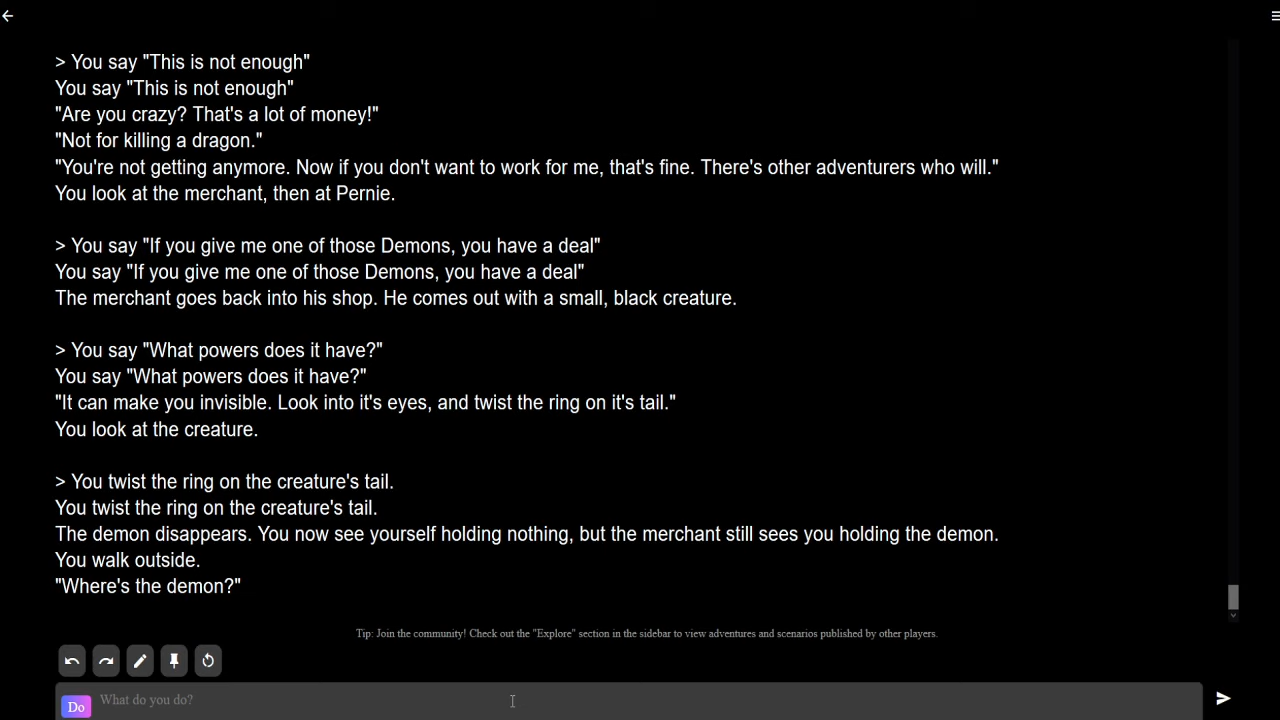 > You say "This is not enough"
You say "This is not enough"
"Are you crazy? That's a lot of money!"
"Not for killing a dragon."
"You're not getting anymore. Now if you don't want to work for me, that's fine. There's other adventurers who will."
You look at the merchant, then at Pernie.
> You say "If you give me one of those Demons, you have a deal"
You say "If you give me one of those Demons, you have a deal"
The merchant goes back into his shop. He comes out with a small, black creature.
> You say "What powers does it have?"
You say "What powers does it have?"
"It can make you invisible. Look into it's eyes, and twist the ring on it's tail."
You look at the creature.
> You twist the ring on the creature's tail.
You twist the ring on the creature's tail.
The demon disappears. You now see yourself holding nothing, but the merchant still sees you holding the demon.
You walk outside.
"Where's the demon?"
Tip: Join the community! Check out the "Explore" section in the sidebar to view adventures and scenarios published by other players.
Do What do you do?